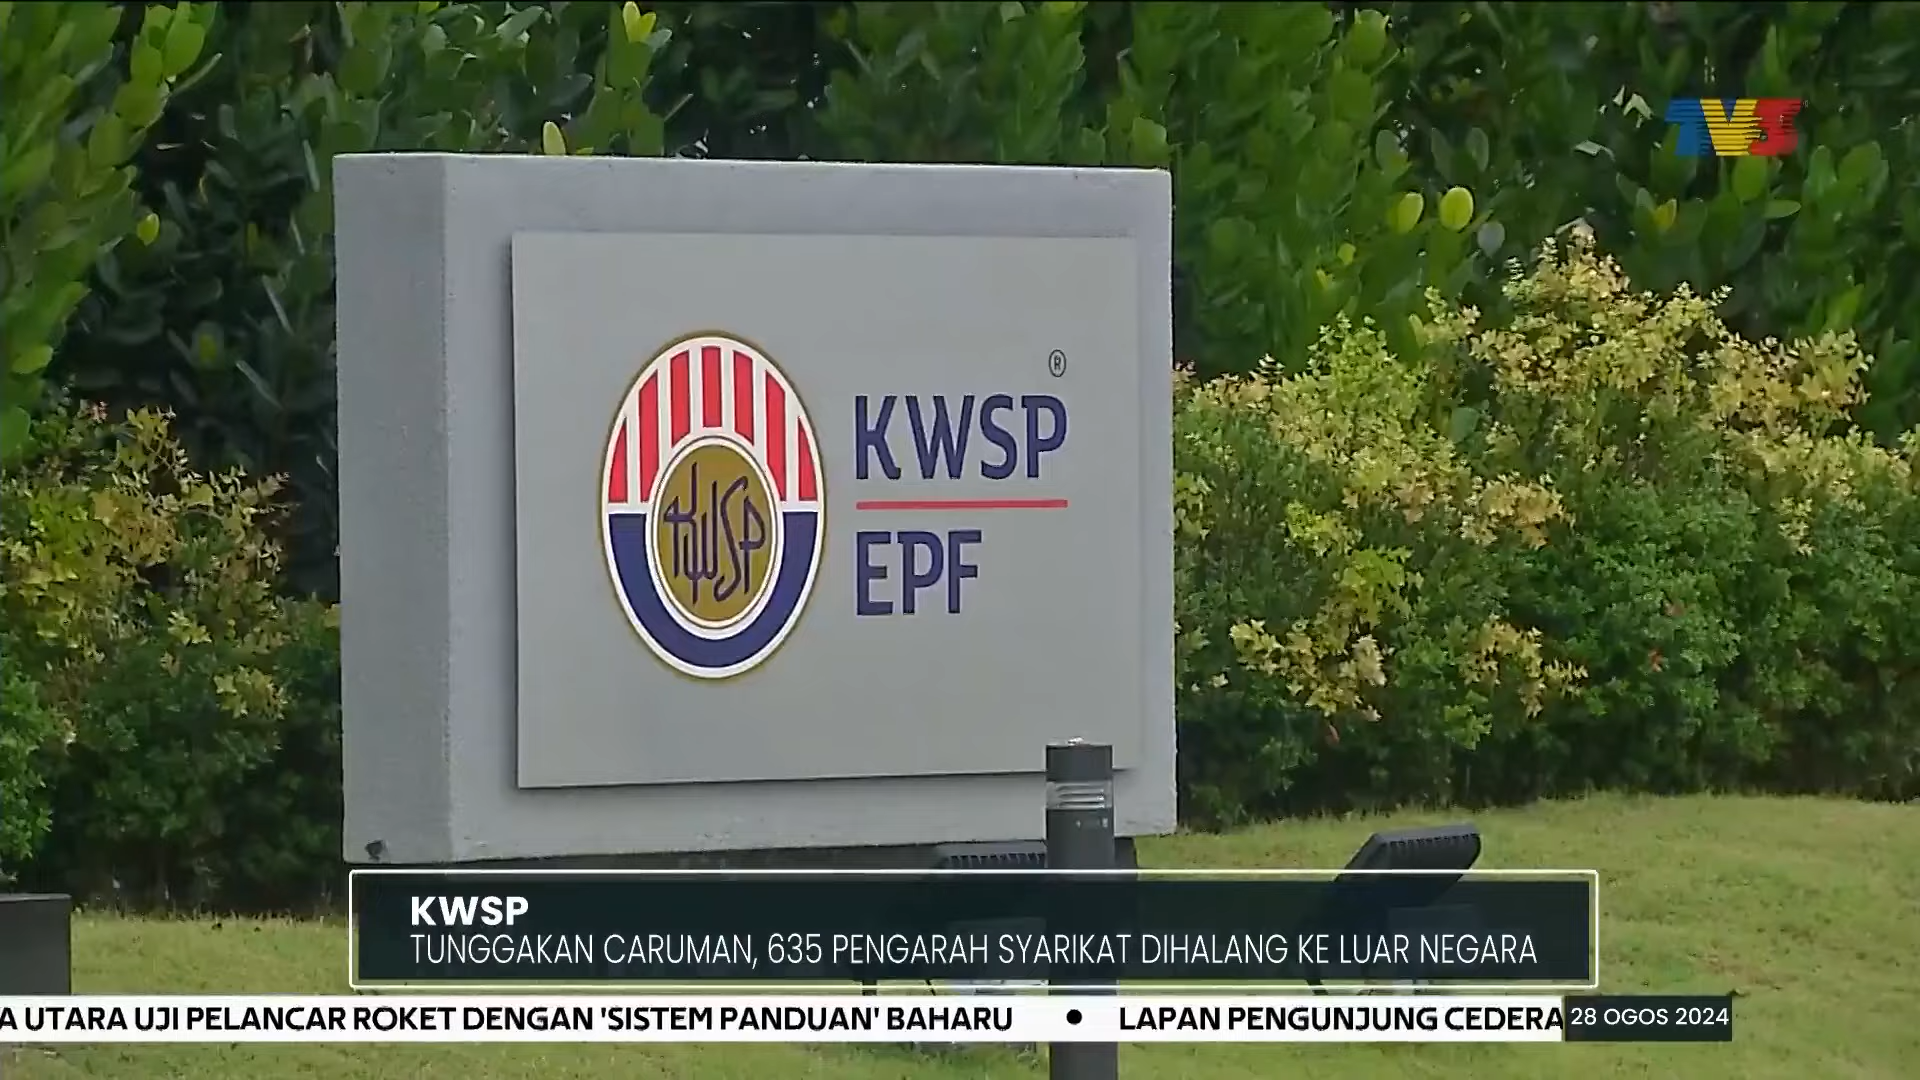 TV3
®
KWSP
KWSP
EPF
KWSP
TUNGGAKAN CARUMAN, 635 PENGARAH SYARIKAT DIHALANG KE LUAR NEGARA
A UTARA UJI PELANCAR ROKET DENGAN 'SISTEM PANDUAN' BAHARU • LAPAN PENGUNJUNG CEDERA
28 OGOS 2024